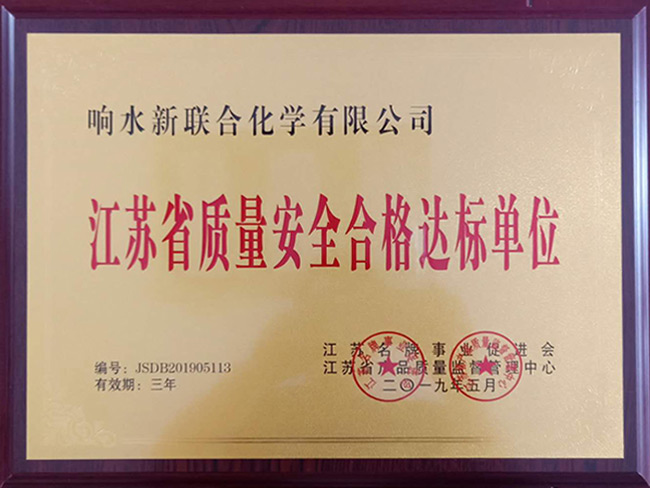 响水新联合化学有限公司
江苏省质量安全合格达标单位
编号: JSDB201905113
有效期: 三年
江苏名牌事业促进会
江苏省产品质量监督管理中心
二〇一九年五月